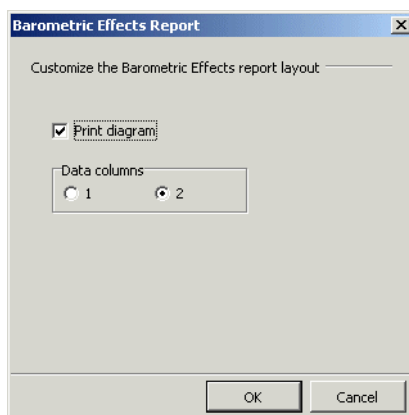 Barometric Effects Report
Customize the Barometric Effects report layout
Print diagram
Data columns
1 2
OK Cancel